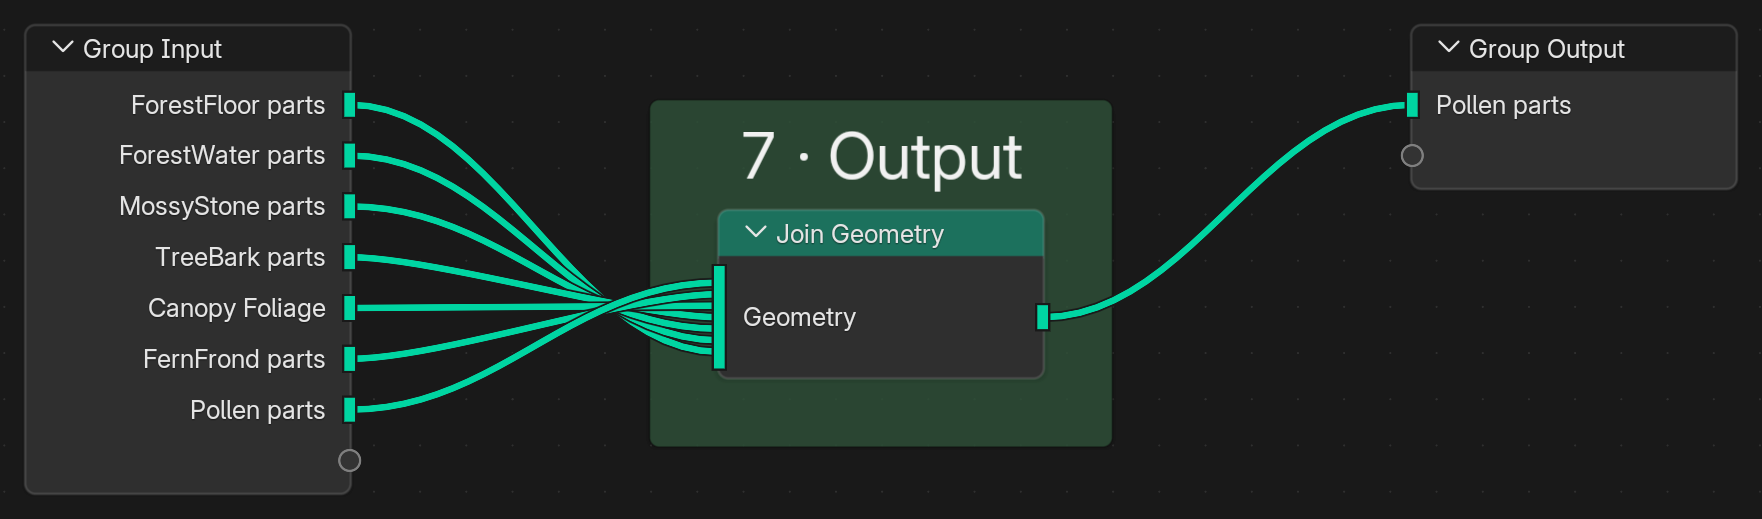 Group Input
ForestFloor parts
ForestWater parts
MossyStone parts
TreeBark parts
Canopy Foliage
FernFrond parts
Pollen parts
7 · Output
Join Geometry
Geometry
Group Output
Pollen parts